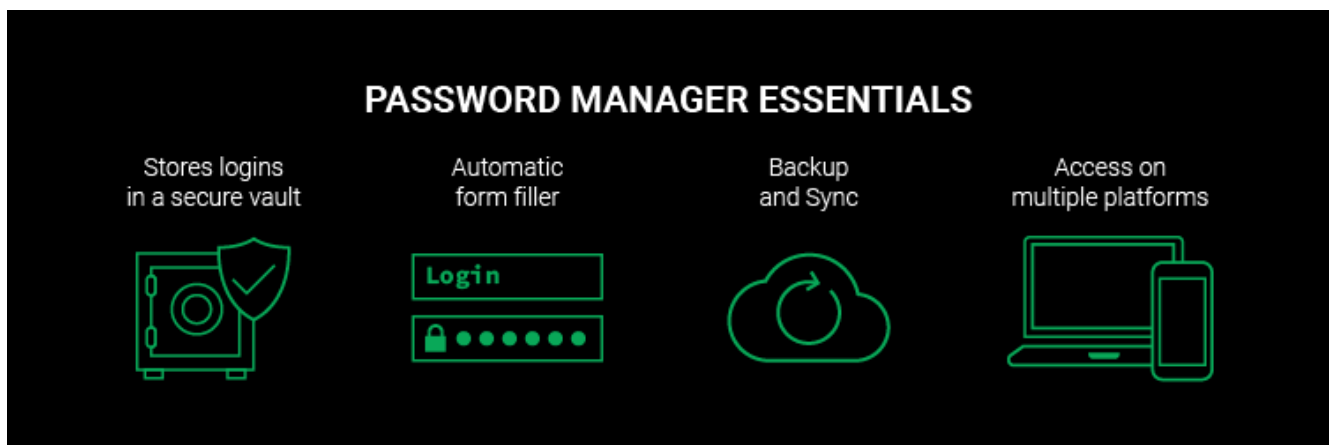 PASSWORD MANAGER ESSENTIALS
Stores logins
in a secure vault
Automatic
form filler
Backup
and Sync
Access on
multiple platforms
Login